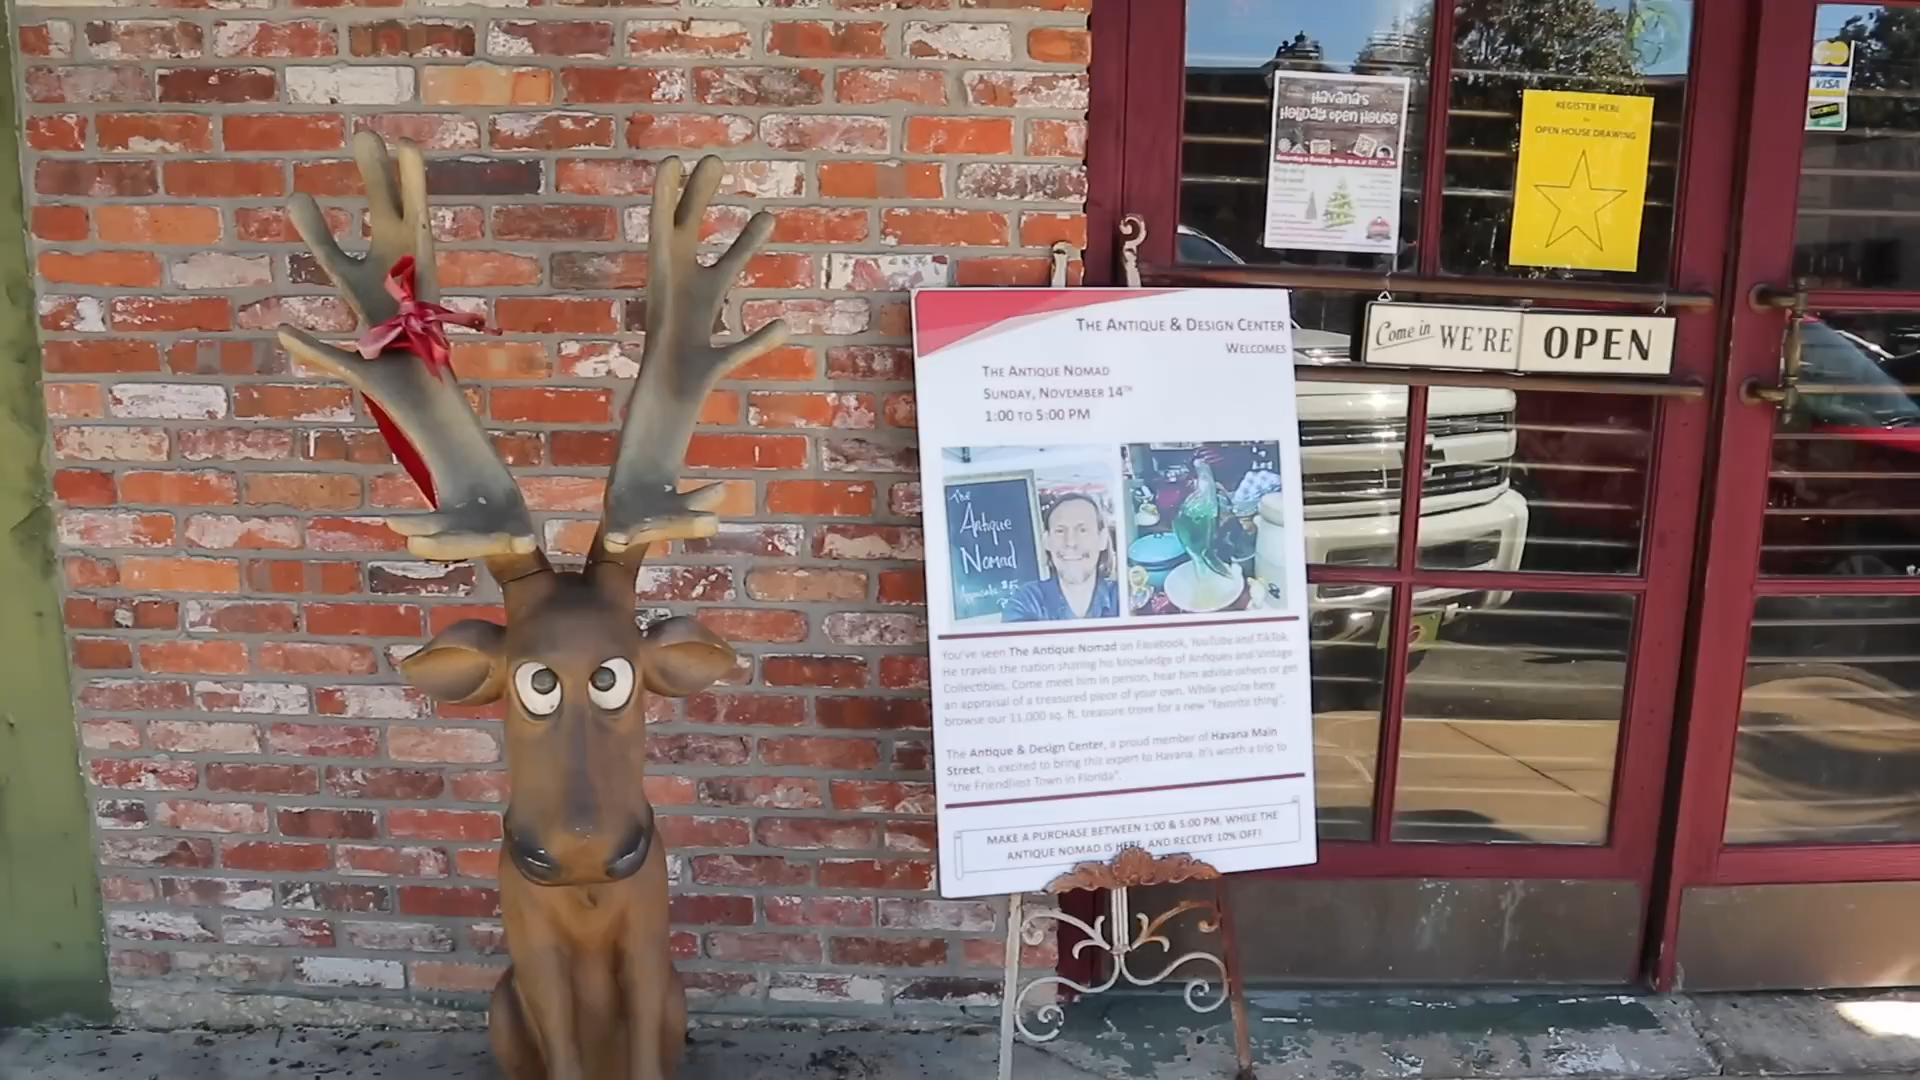 Havana's
Holiday Open House
REGISTER HERE
OPEN HOUSE DRAWING
VISA
Come in WE'RE OPEN
THE ANTIQUE & DESIGN CENTER
WELCOMES
THE ANTIQUE NOMAD
SUNDAY, NOVEMBER 14TH
1:00 TO 5:00 PM
The
Antique
Nomad
You've seen The Antique Nomad on Facebook, YouTube and TikTok.
He travels the nation sharing his knowledge of Antiques and Vintage
Collectibles. Come meet him in person, hear him advise others or get
an appraisal of a treasured piece of your own. While you're here
browse our 11,000 sq. ft. treasure trove for a new "favorite thing".
The Antique & Design Center, a proud member of Havana Main
Street, is excited to bring this expert to Havana. It's worth a trip to
"the Friendliest Town in Florida".
MAKE A PURCHASE BETWEEN 1:00 & 5:00 PM, WHILE THE
ANTIQUE NOMAD IS HERE, AND RECEIVE 10% OFF!